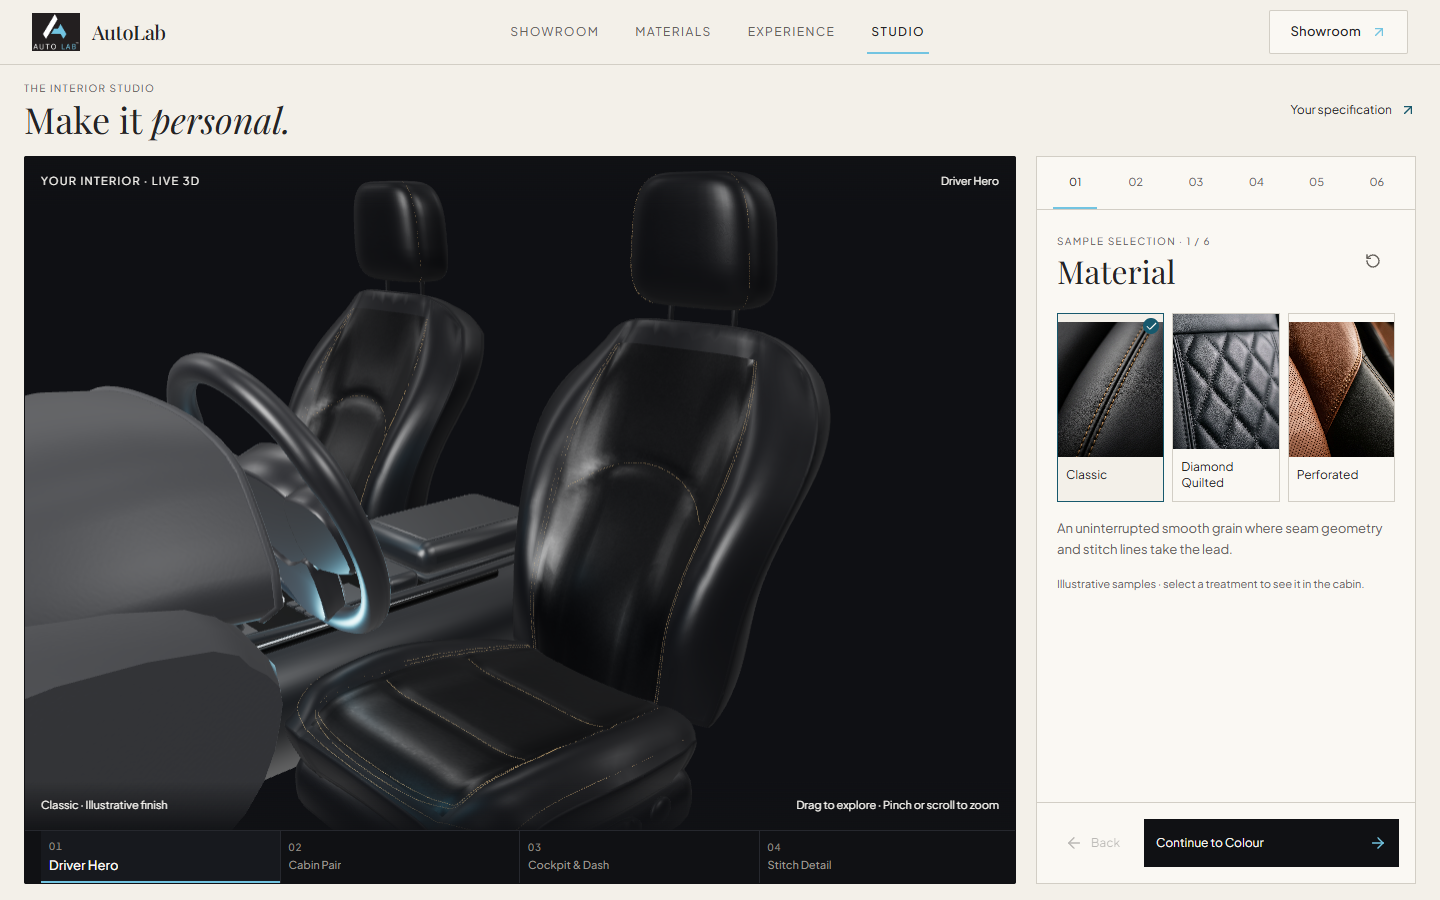 AUTO LAB
AutoLab
SHOWROOM
MATERIALS
EXPERIENCE
STUDIO
Showroom
THE INTERIOR STUDIO
Make it personal.
Your specification
YOUR INTERIOR · LIVE 3D
Driver Hero
Classic · Illustrative finish
Drag to explore · Pinch or scroll to zoom
01
Driver Hero
02
Cabin Pair
03
Cockpit & Dash
04
Stitch Detail
01
02
03
04
05
06
SAMPLE SELECTION · 1 / 6
Material
Classic
Diamond
Quilted
Perforated
An uninterrupted smooth grain where seam geometry
and stitch lines take the lead.
Illustrative samples · select a treatment to see it in the cabin.
Back
Continue to Colour